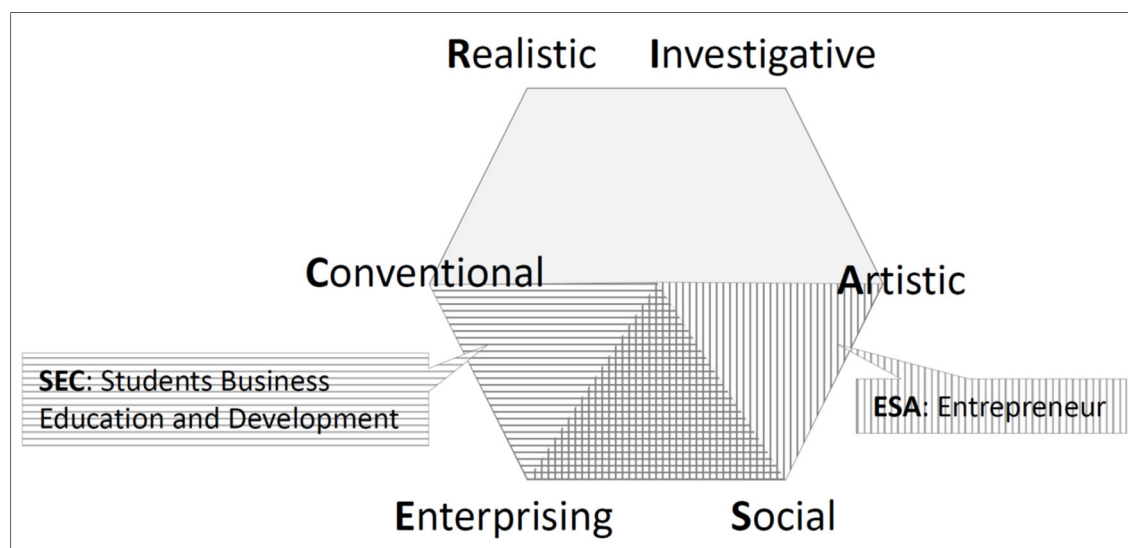 Realistic Investigative
Conventional
Artistic
SEC: Students Business
Education and Development
ESA: Entrepreneur
Enterprising
Social